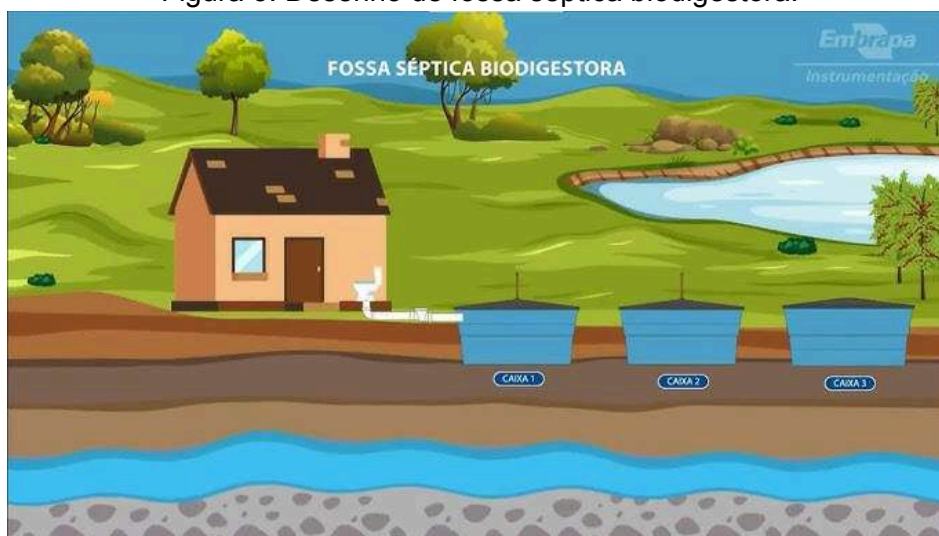 Figura 3: Desenho de fossa séptica biodigestora.
FOSSA SÉPTICA BIODIGESTORA
Embrapa
Instrumentação
CAIXA 1
CAIXA 2
CAIXA 3